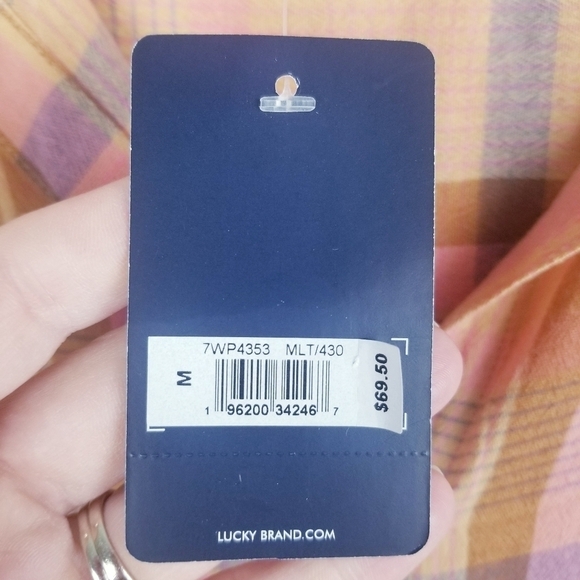 7WP4353 MLT/430
M
1 96200 34246 7
$69.50
LUCKY BRAND.COM